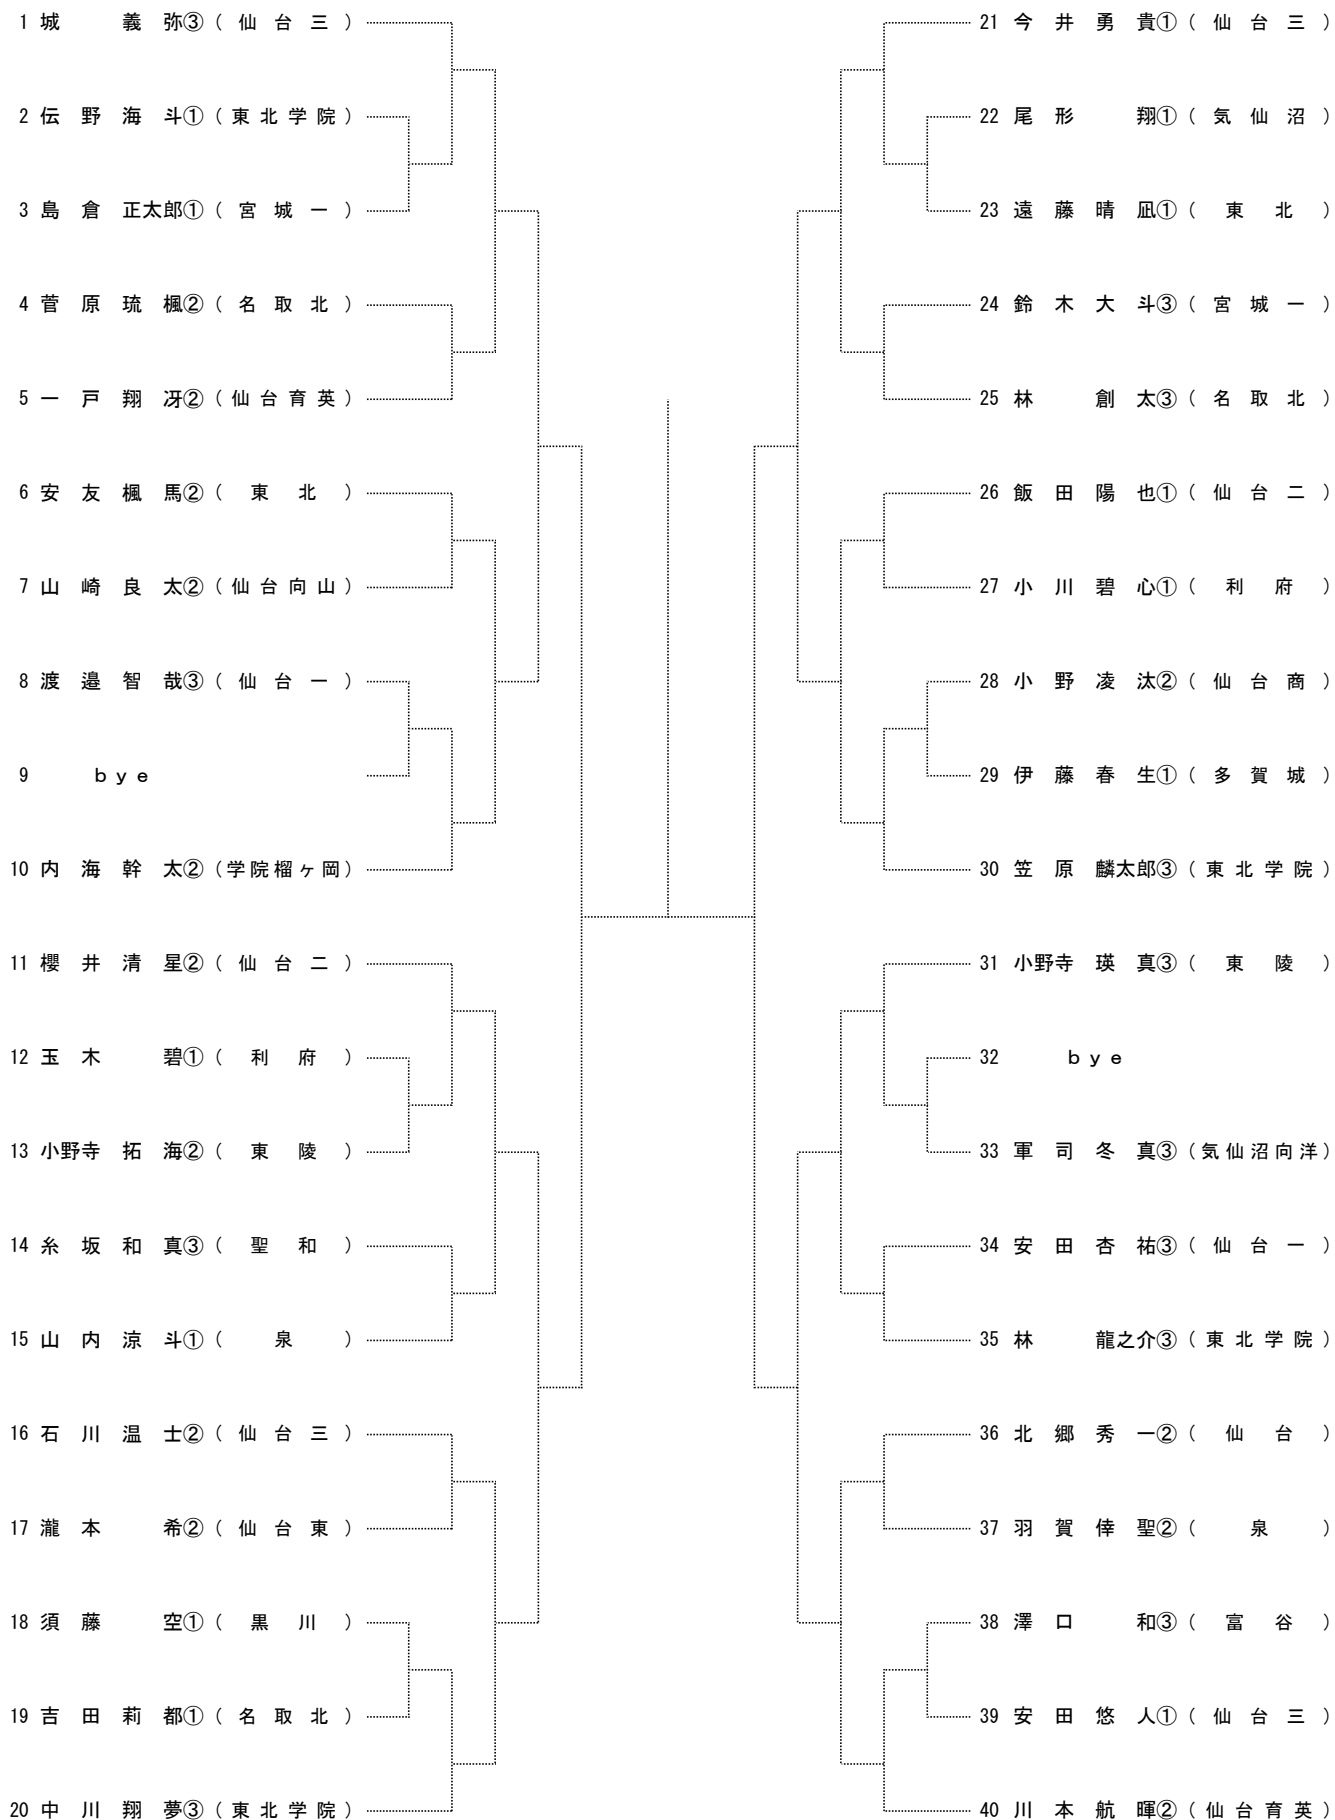 1 城 義 弥③ ( 仙 台 三 )
2 伝 野 海 斗① ( 東 北 学 院 )
3 島 倉 正太郎① ( 宮 城 一 )
4 菅 原 琉 楓② ( 名 取 北 )
5 一 戸 翔 冴② ( 仙 台 育 英 )
6 安 友 楓 馬② ( 東 北 )
7 山 崎 良 太② ( 仙 台 向 山 )
8 渡 邉 智 哉③ ( 仙 台 一 )
9 ｂｙｅ
10 内 海 幹 太② ( 学 院 榴 ヶ 岡 )
11 櫻 井 清 星② ( 仙 台 二 )
12 玉 木 碧① ( 利 府 )
13 小野寺 拓 海② ( 東 陵 )
14 糸 坂 和 真③ ( 聖 和 )
15 山 内 涼 斗① ( 泉 )
16 石 川 温 士② ( 仙 台 三 )
17 瀧 本 希② ( 仙 台 東 )
18 須 藤 空① ( 黒 川 )
19 吉 田 莉 都① ( 名 取 北 )
20 中 川 翔 夢③ ( 東 北 学 院 )
21 今 井 勇 貴① ( 仙 台 三 )
22 尾 形 翔① ( 気 仙 沼 )
23 遠 藤 晴 凪① ( 東 北 )
24 鈴 木 大 斗③ ( 宮 城 一 )
25 林 創 太③ ( 名 取 北 )
26 飯 田 陽 也① ( 仙 台 二 )
27 小 川 碧 心① ( 利 府 )
28 小 野 凌 汰② ( 仙 台 商 )
29 伊 藤 春 生① ( 多 賀 城 )
30 笠 原 麟太郎③ ( 東 北 学 院 )
31 小野寺 瑛 真③ ( 東 陵 )
32 ｂｙｅ
33 軍 司 冬 真③ ( 気 仙 沼 向 洋 )
34 安 田 杏 祐③ ( 仙 台 一 )
35 林 龍之介③ ( 東 北 学 院 )
36 北 郷 秀 一② ( 仙 台 )
37 羽 賀 倖 聖② ( 泉 )
38 澤 口 和③ ( 富 谷 )
39 安 田 悠 人① ( 仙 台 三 )
40 川 本 航 暉② ( 仙 台 育 英 )